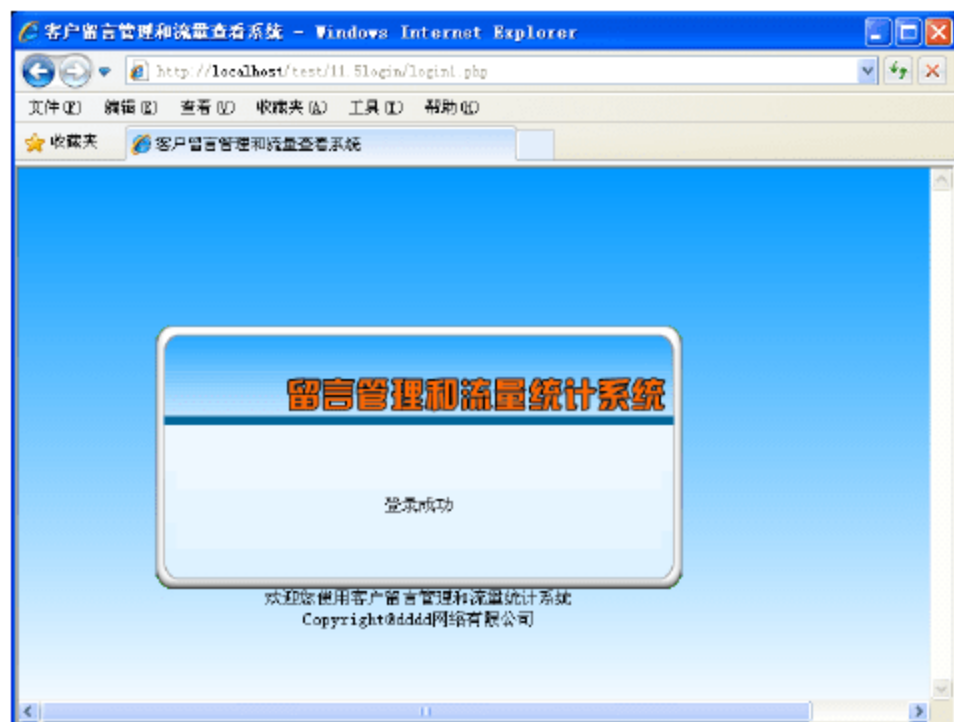 客户留言管理和流量查看系统 - Windows Internet Explorer
http://localhost/test/11.5login/login1.php
文件(F) 编辑(E) 查看(V) 收藏夹(A) 工具(T) 帮助(H)
收藏夹 客户留言管理和流量查看系统
留言管理和流量统计系统
登录成功
欢迎您使用客户留言管理和流量统计系统
Copyright@dddd网络有限公司